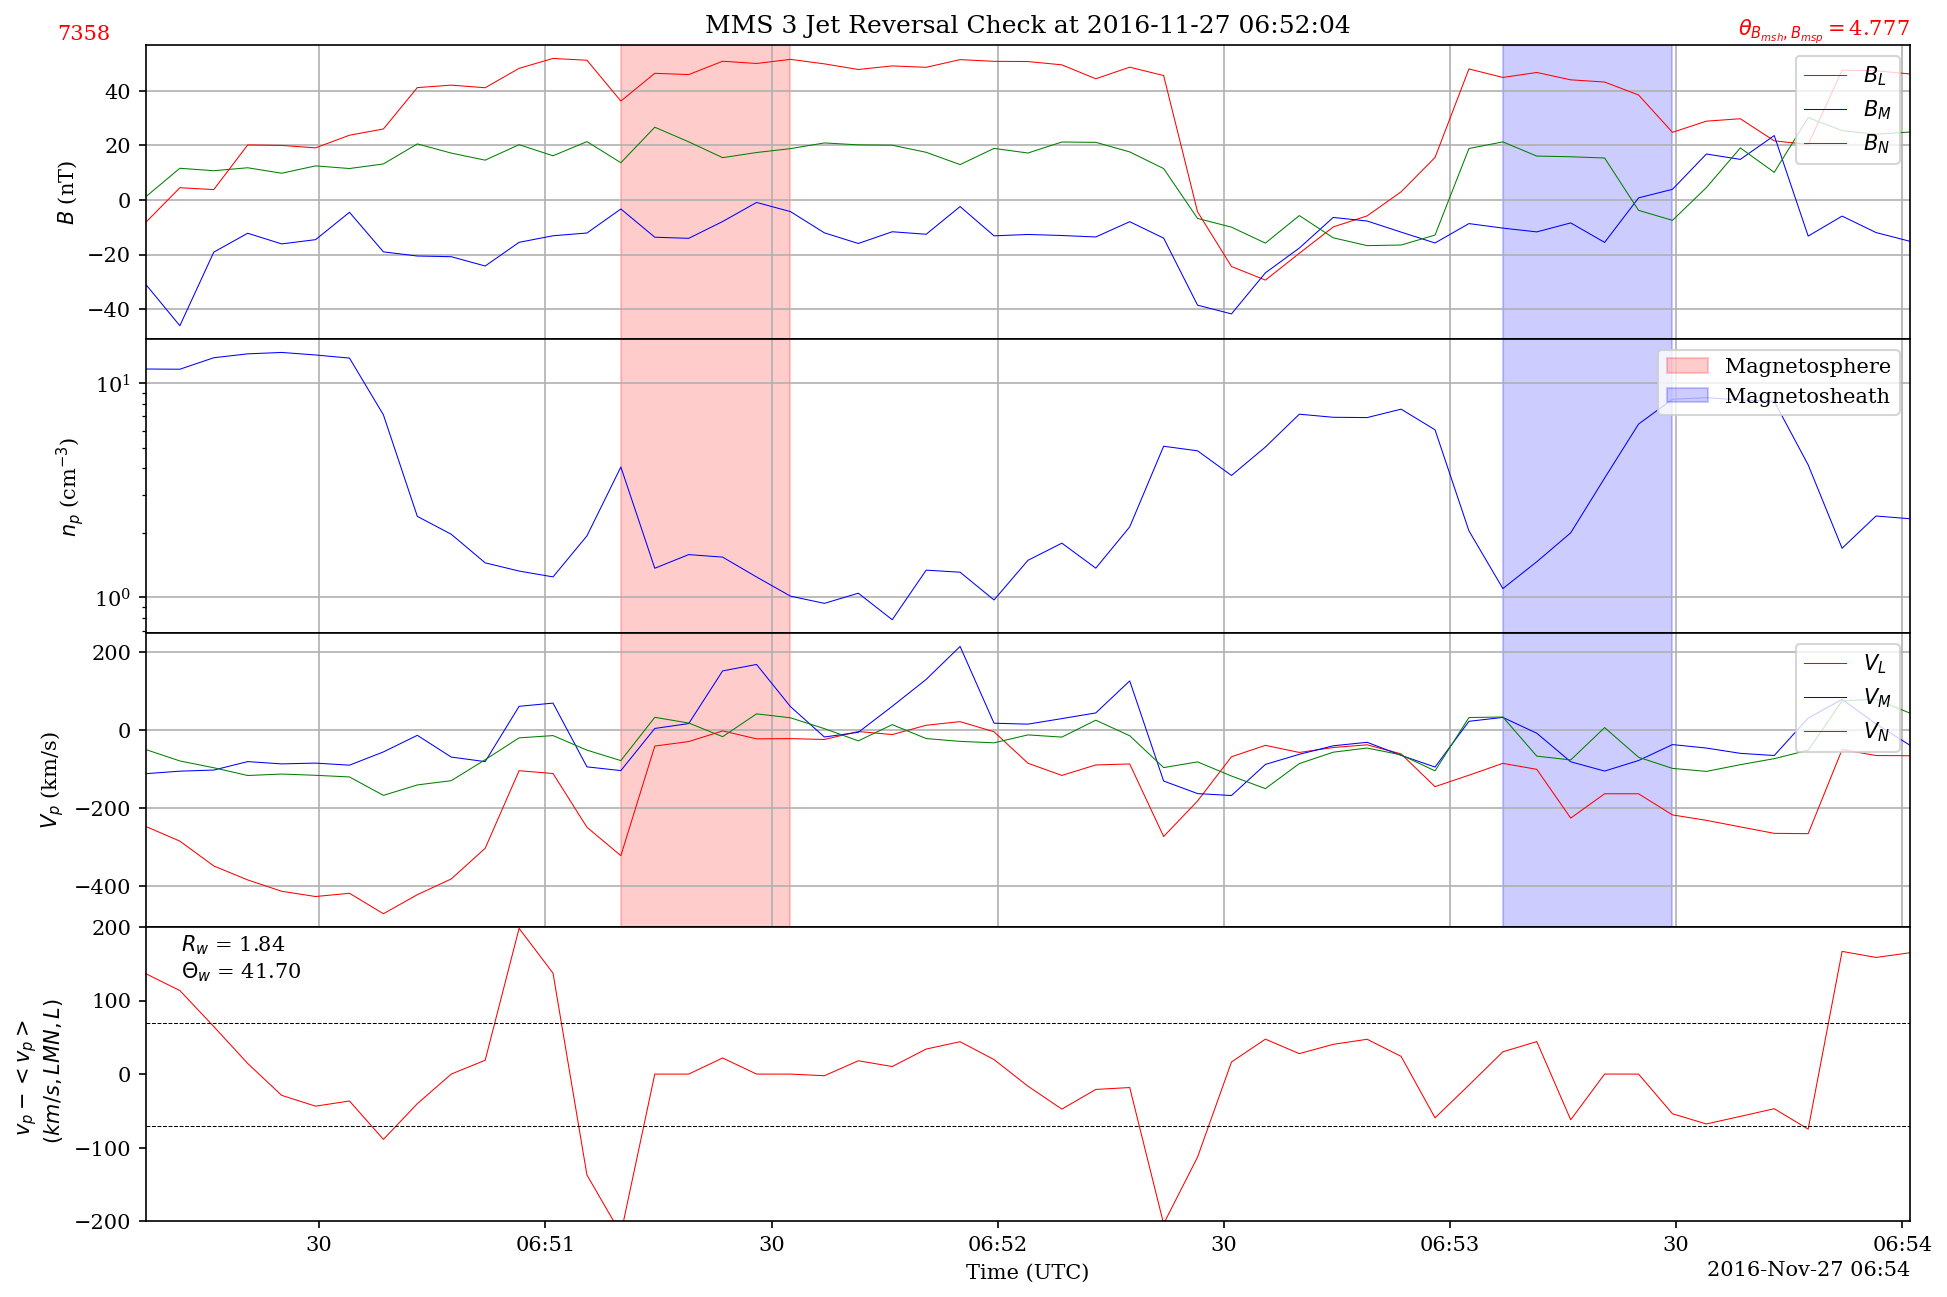 7358
MMS 3 Jet Reversal Check at 2016-11-27 06:52:04
θ_{B_{msh}, B_{msp}} = 4.777
B (nT)
40
20
0
−20
−40
B_L
B_M
B_N
n_p (cm^{−3})
10^1
10^0
Magnetosphere
Magnetosheath
V_p (km/s)
200
0
−200
−400
V_L
V_M
V_N
v_p − < v_p >
(km/s, LMN, L)
200
100
0
−100
−200
R_w = 1.84
Θ_w = 41.70
30
06:51
30
06:52
30
06:53
30
06:54
Time (UTC)
2016-Nov-27 06:54